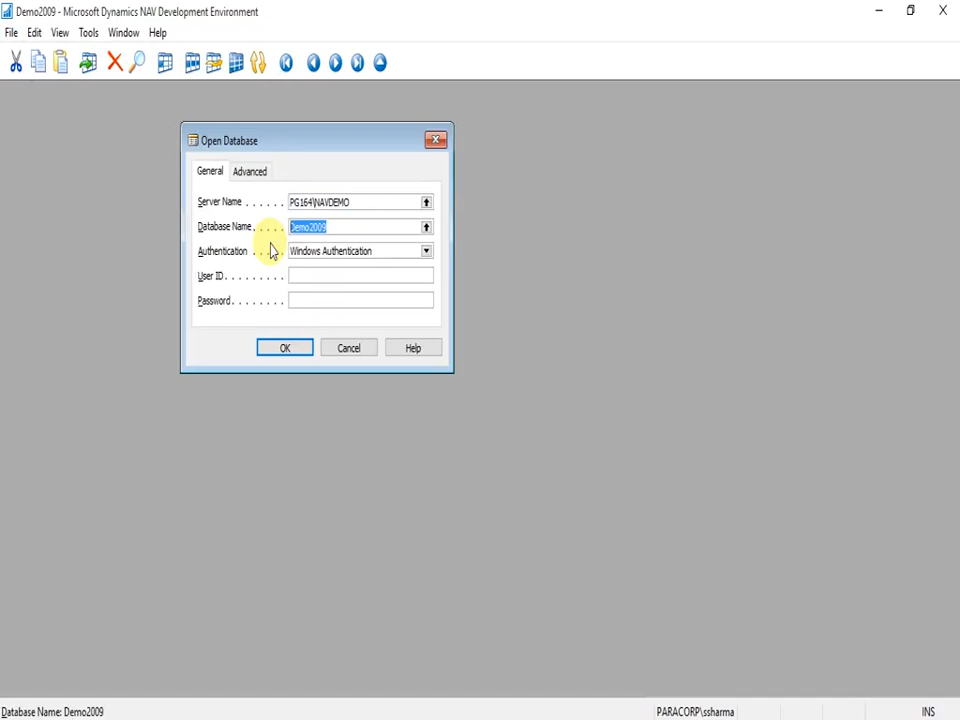 Demo2009 - Microsoft Dynamics NAV Development Environment
File Edit View Tools Window Help
Open Database
General Advanced
Server Name . . . . . . PG164\NAVDEMO
Database Name . . . . . Demo2009
Authentication . . . . . Windows Authentication
User ID . . . . . . . . .
Password . . . . . . . .
OK Cancel Help
Database Name: Demo2009 PARACORP\ssharma INS